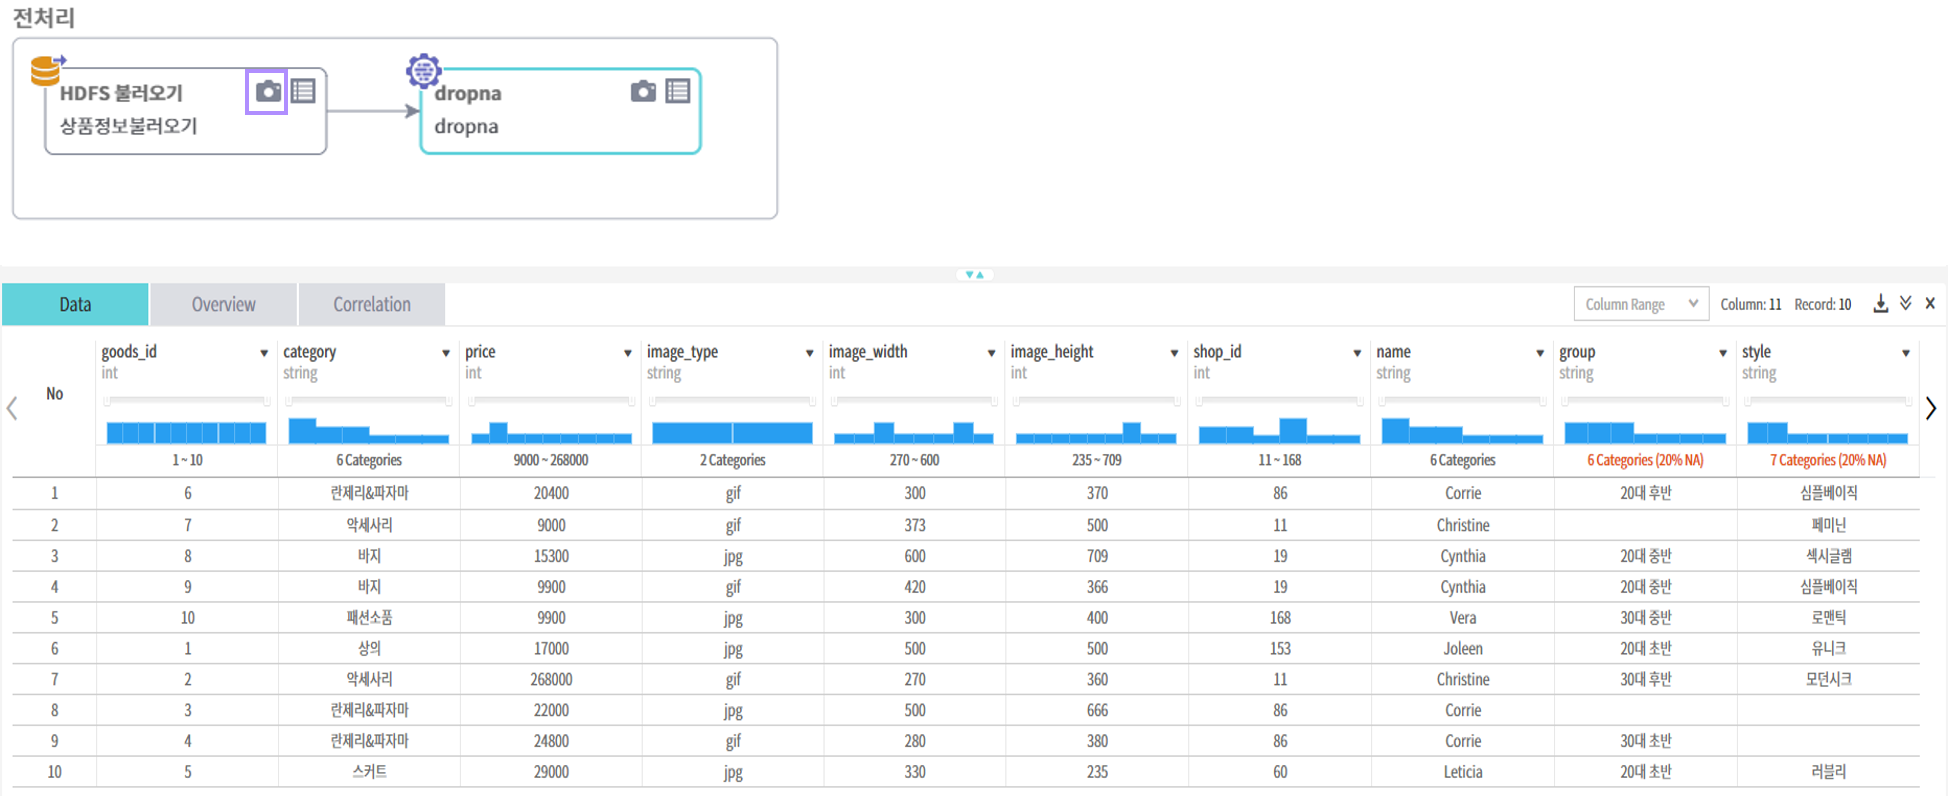 전처리
HDFS 불러오기
상품정보불러오기
dropna
dropna
Data Overview Correlation Column Range Column: 11 Record: 10
No
goods_id category price image_type image_width image_height shop_id name group style
int string int string int int int string string string
1 ~ 10 6 Categories 9000 ~ 268000 2 Categories 270 ~ 600 235 ~ 709 11 ~ 168 6 Categories 6 Categories (20% NA) 7 Categories (20% NA)
1 6 란제리&파자마 20400 gif 300 370 86 Corrie 20대 후반 심플베이직
2 7 악세사리 9000 gif 373 500 11 Christine 페미닌
3 8 바지 15300 jpg 600 709 19 Cynthia 20대 중반 섹시글램
4 9 바지 9900 gif 420 366 19 Cynthia 20대 중반 심플베이직
5 10 패션소품 9900 jpg 300 400 168 Vera 30대 중반 로맨틱
6 1 상의 17000 jpg 500 500 153 Joleen 20대 초반 유니크
7 2 악세사리 268000 gif 270 360 11 Christine 30대 후반 모던시크
8 3 란제리&파자마 22000 jpg 500 666 86 Corrie
9 4 란제리&파자마 24800 gif 280 380 86 Corrie 30대 초반
10 5 스커트 29000 jpg 330 235 60 Leticia 20대 초반 러블리